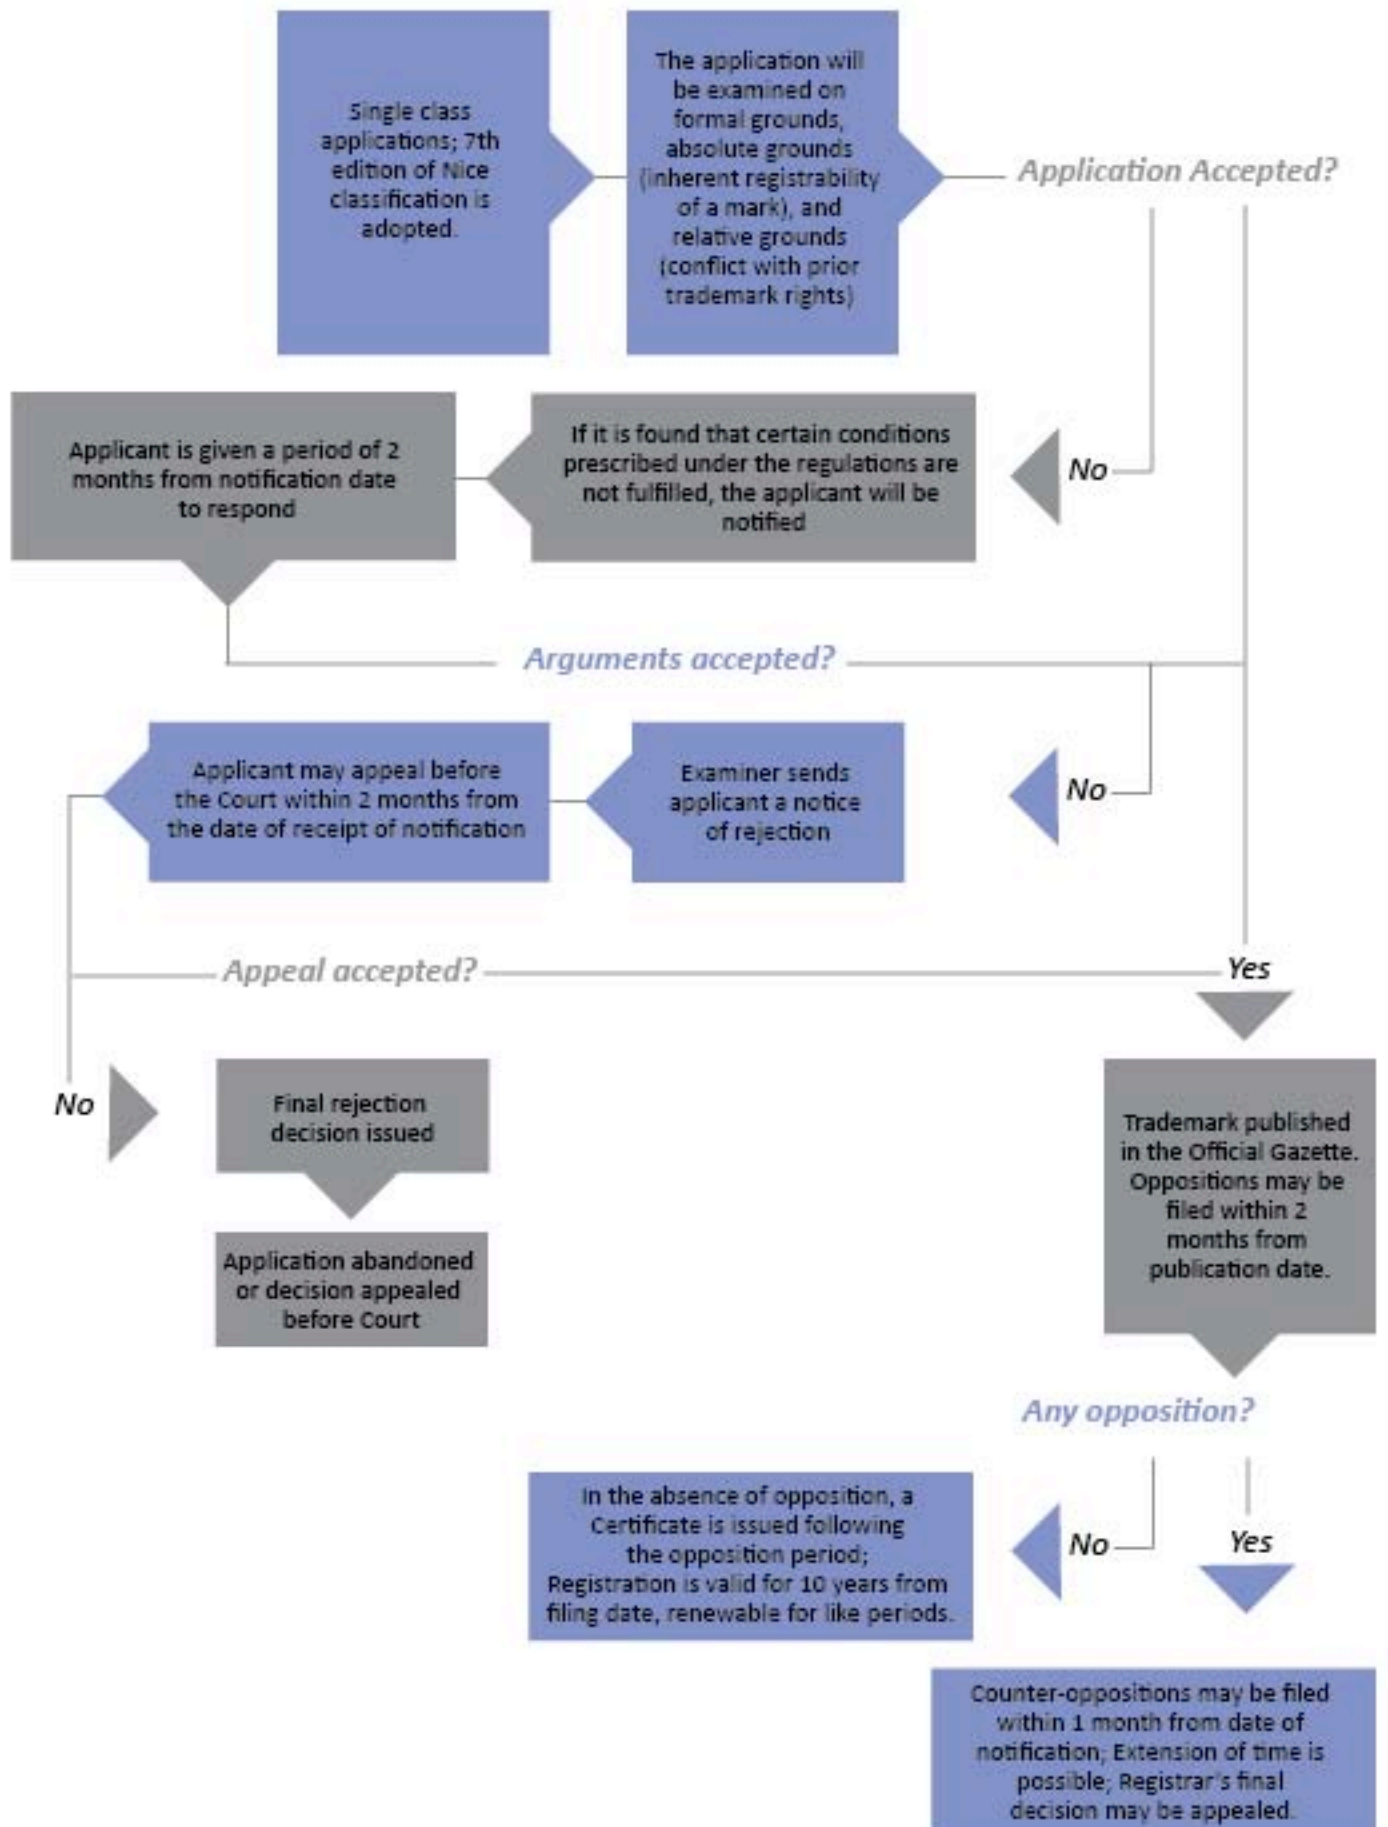 Single class
applications; 7th
edition of Nice
classification is
adopted.
The application will
be examined on
formal grounds,
absolute grounds
(inherent registrability
of a mark), and
relative grounds
(conflict with prior
trademark rights)
Application Accepted?
Applicant is given a period of 2
months from notification date
to respond
If it is found that certain conditions
prescribed under the regulations are
not fulfilled, the applicant will be
notified
No
Arguments accepted?
Applicant may appeal before
the Court within 2 months from
the date of receipt of notification
Examiner sends
applicant a notice
of rejection
No
Appeal accepted?
Yes
No
Final rejection
decision issued
Application abandoned
or decision appealed
before Court
Trademark published
in the Official Gazette.
Oppositions may be
filed within 2
months from
publication date.
Any opposition?
In the absence of opposition, a
Certificate is issued following
the opposition period;
Registration is valid for 10 years from
filing date, renewable for like periods.
No
Yes
Counter-oppositions may be filed
within 1 month from date of
notification; Extension of time is
possible; Registrar's final
decision may be appealed.